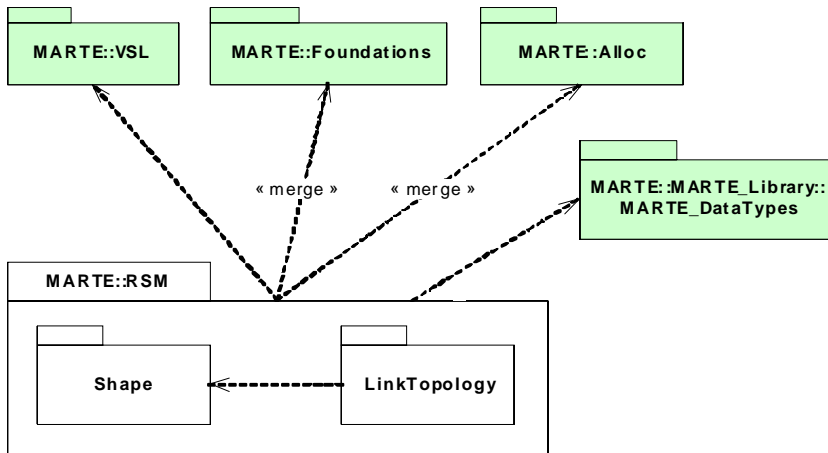 MARTE::VSL
MARTE::Foundations
MARTE::Alloc
« merge »
« merge »
MARTE::MARTE_Library::
MARTE_DataTypes
MARTE::RSM
Shape
LinkTopology